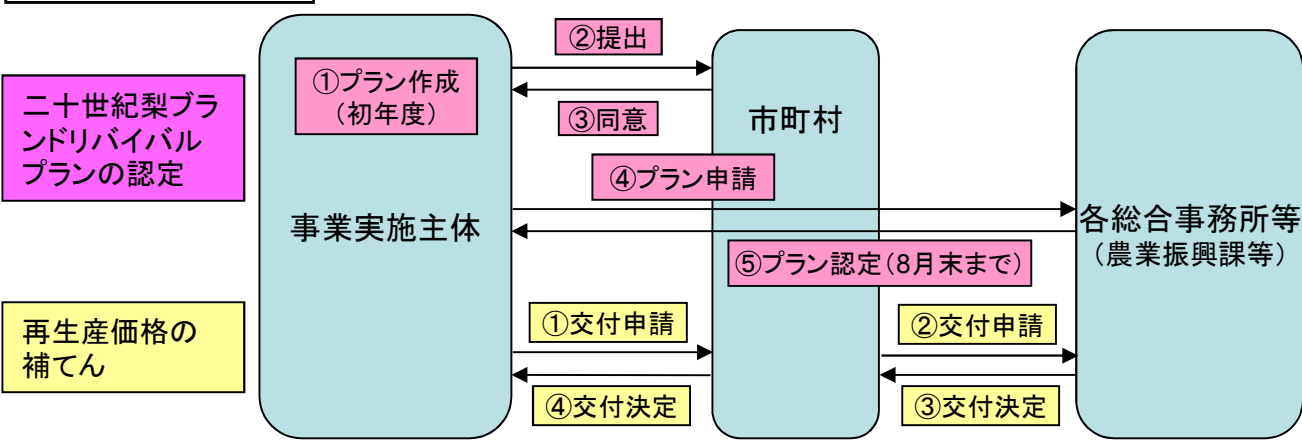 ②提出
①プラン作成
（初年度）
二十世紀梨ブラ
ンドリバイバル
プランの認定
③同意
市町村
④プラン申請
事業実施主体
各総合事務所等
（農業振興課等）
⑤プラン認定（8月末まで）
再生産価格の
補てん
①交付申請
②交付申請
④交付決定
③交付決定